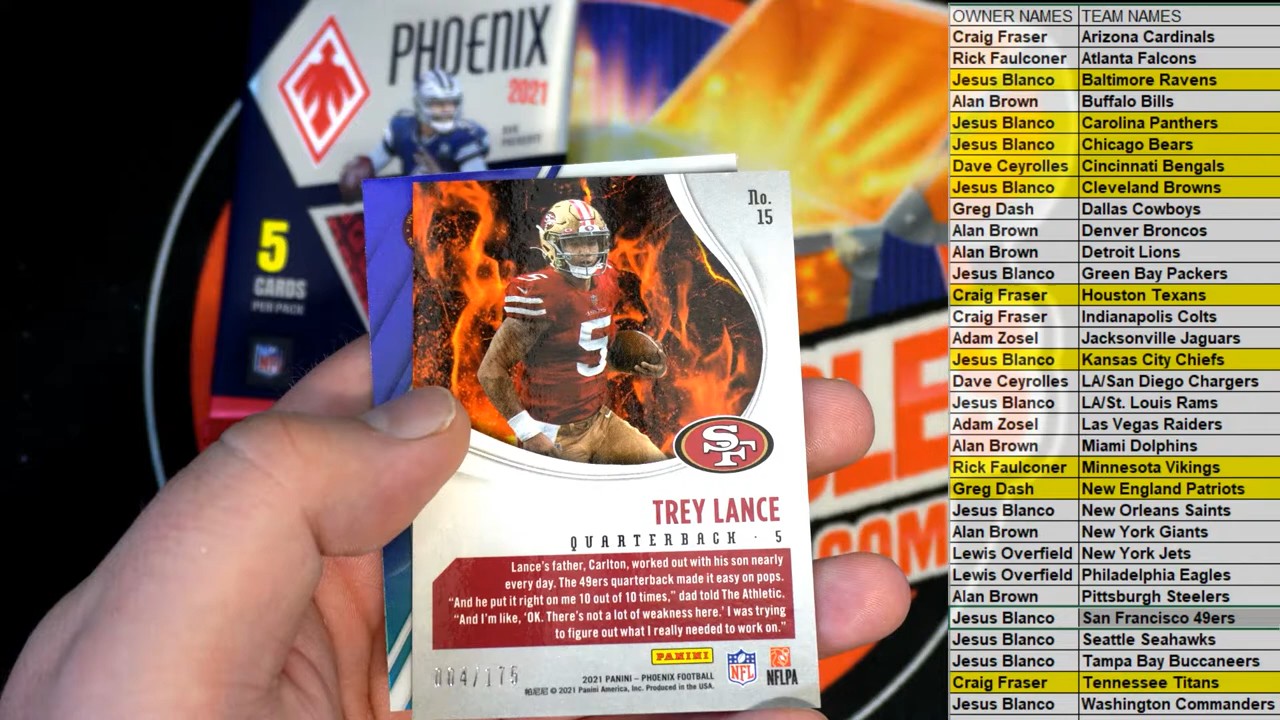 PHOENIX
2021
5
CARDS
PER PACK
NFL
No.
15
5
SF
TREY LANCE
QUARTERBACK · 5
Lance's father, Carlton, worked out with his son nearly
every day. The 49ers quarterback made it easy on pops.
"And he put it right on me 10 out of 10 times," dad told The Athletic.
"And I'm like, 'OK. There's not a lot of weakness here.' I was trying
to figure out what I really needed to work on."
PANINI
004/175
2021 PANINI – PHOENIX FOOTBALL
© 2021 Panini America, Inc. Produced in the USA.
NFL
NFLPA
LE
COM
OWNER NAMES TEAM NAMES
Craig Fraser Arizona Cardinals
Rick Faulconer Atlanta Falcons
Jesus Blanco Baltimore Ravens
Alan Brown Buffalo Bills
Jesus Blanco Carolina Panthers
Jesus Blanco Chicago Bears
Dave Ceyrolles Cincinnati Bengals
Jesus Blanco Cleveland Browns
Greg Dash Dallas Cowboys
Alan Brown Denver Broncos
Alan Brown Detroit Lions
Jesus Blanco Green Bay Packers
Craig Fraser Houston Texans
Craig Fraser Indianapolis Colts
Adam Zosel Jacksonville Jaguars
Jesus Blanco Kansas City Chiefs
Dave Ceyrolles LA/San Diego Chargers
Jesus Blanco LA/St. Louis Rams
Adam Zosel Las Vegas Raiders
Alan Brown Miami Dolphins
Rick Faulconer Minnesota Vikings
Greg Dash New England Patriots
Jesus Blanco New Orleans Saints
Alan Brown New York Giants
Lewis Overfield New York Jets
Lewis Overfield Philadelphia Eagles
Alan Brown Pittsburgh Steelers
Jesus Blanco San Francisco 49ers
Jesus Blanco Seattle Seahawks
Jesus Blanco Tampa Bay Buccaneers
Craig Fraser Tennessee Titans
Jesus Blanco Washington Commanders